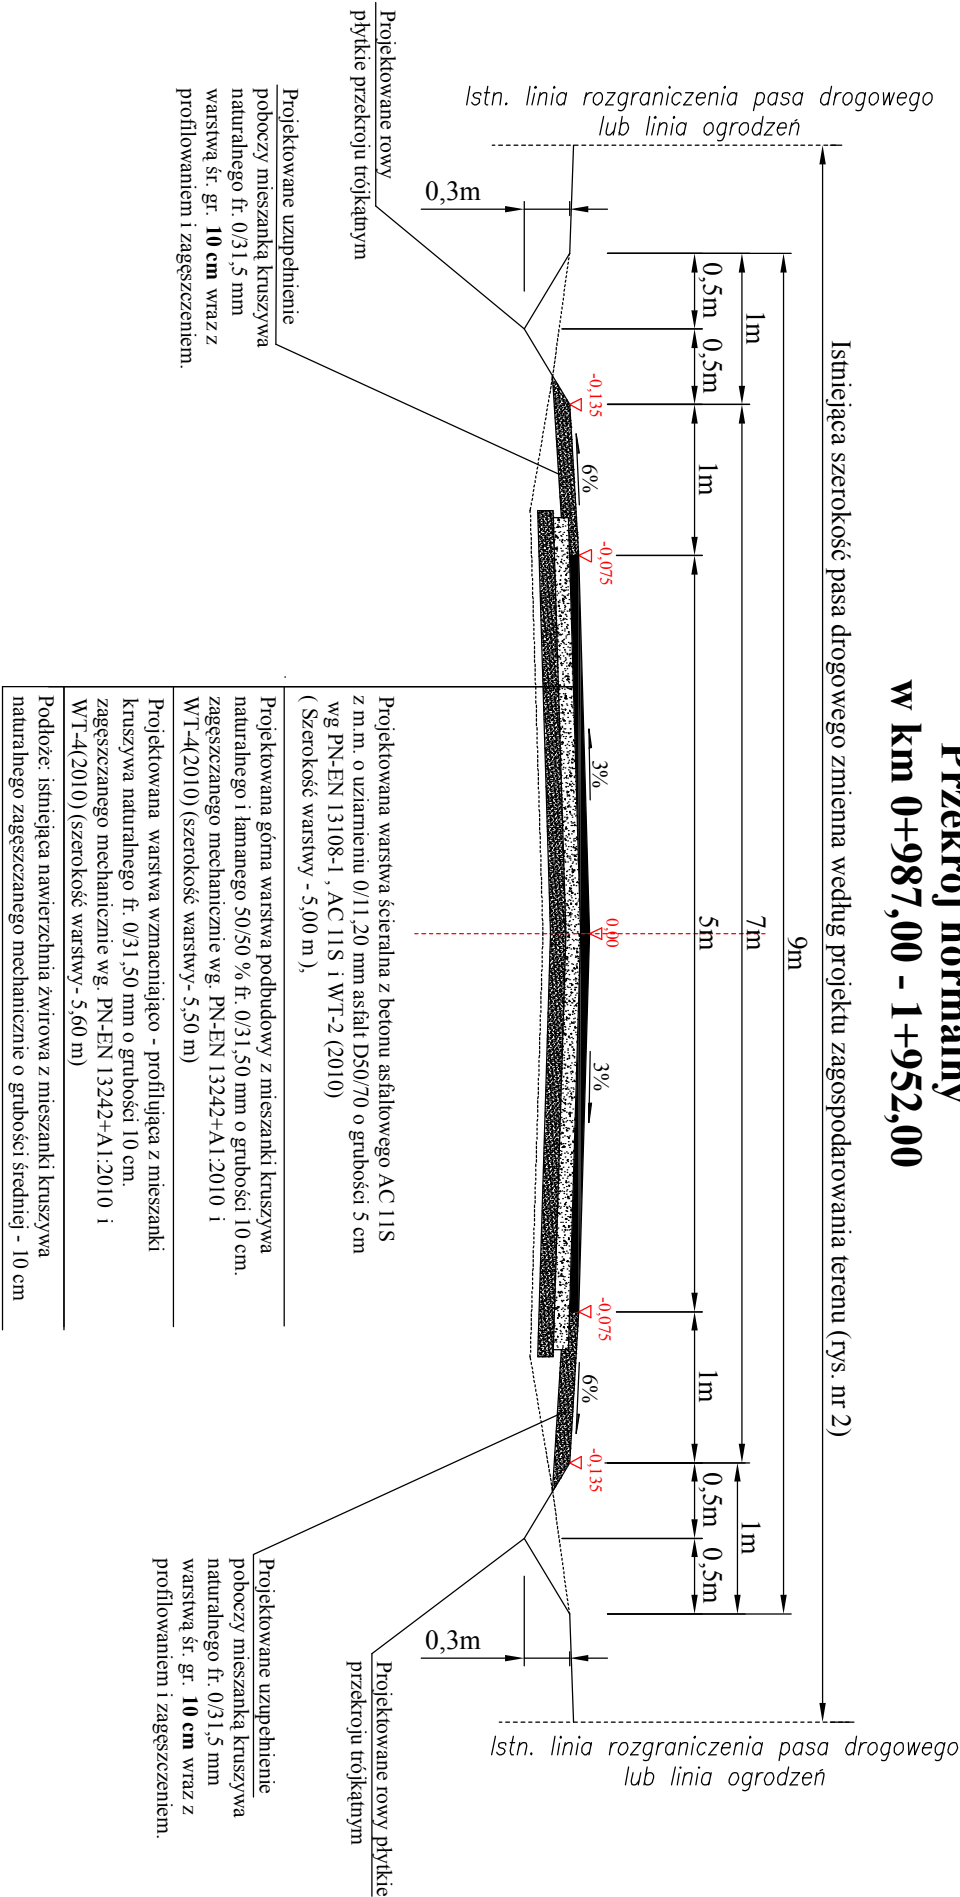 Przekrój normalny
w km 0+987,00 - 1+952,00
Istniejąca szerokość pasa drogowego zmienna według projektu zagospodarowania terenu (rys. nr 2)
9m
1m
7m
1m
0,5m
0,5m
1m
5m
1m
0,5m
0,5m
Istn. linia rozgraniczenia pasa drogowego
lub linia ogrodzeń
Istn. linia rozgraniczenia pasa drogowego
lub linia ogrodzeń
0,3m
-0,135
6%
-0,075
3%
0,00
3%
-0,075
6%
-0,135
0,3m
Projektowane rowy
płytkie przekroju trójkątnym
Projektowane uzupełnienie
poboczy mieszanką kruszywa
naturalnego fr. 0/31,5 mm
warstwą śr. gr. 10 cm wraz z
profilowaniem i zagęszczeniem.
Projektowana warstwa ścieralna z betonu asfaltowego AC 11S
z m.m. o uziarnieniu 0/11,20 mm asfalt D50/70 o grubości 5 cm
wg PN-EN 13108-1 , AC 11S i WT-2 (2010)
( Szerokość warstwy - 5,00 m ),
Projektowana górna warstwa podbudowy z mieszanki kruszywa
naturalnego i łamanego 50/50 % fr. 0/31,50 mm o grubości 10 cm.
zagęszczanego mechanicznie wg. PN-EN 13242+A1:2010 i
WT-4(2010) (szerokość warstwy- 5,50 m)
Projektowana warstwa wzmacniająco - profilująca z mieszanki
kruszywa naturalnego fr. 0/31,50 mm o grubości 10 cm.
zagęszczanego mechanicznie wg. PN-EN 13242+A1:2010 i
WT-4(2010) (szerokość warstwy- 5,60 m)
Podłoże: istniejąca nawierzchnia żwirowa z mieszanki kruszywa
naturalnego zagęszczanego mechanicznie o grubości średniej - 10 cm
Projektowane rowy płytkie
przekroju trójkątnym
Projektowane uzupełnienie
poboczy mieszanką kruszywa
naturalnego fr. 0/31,5 mm
warstwą śr. gr. 10 cm wraz z
profilowaniem i zagęszczeniem.